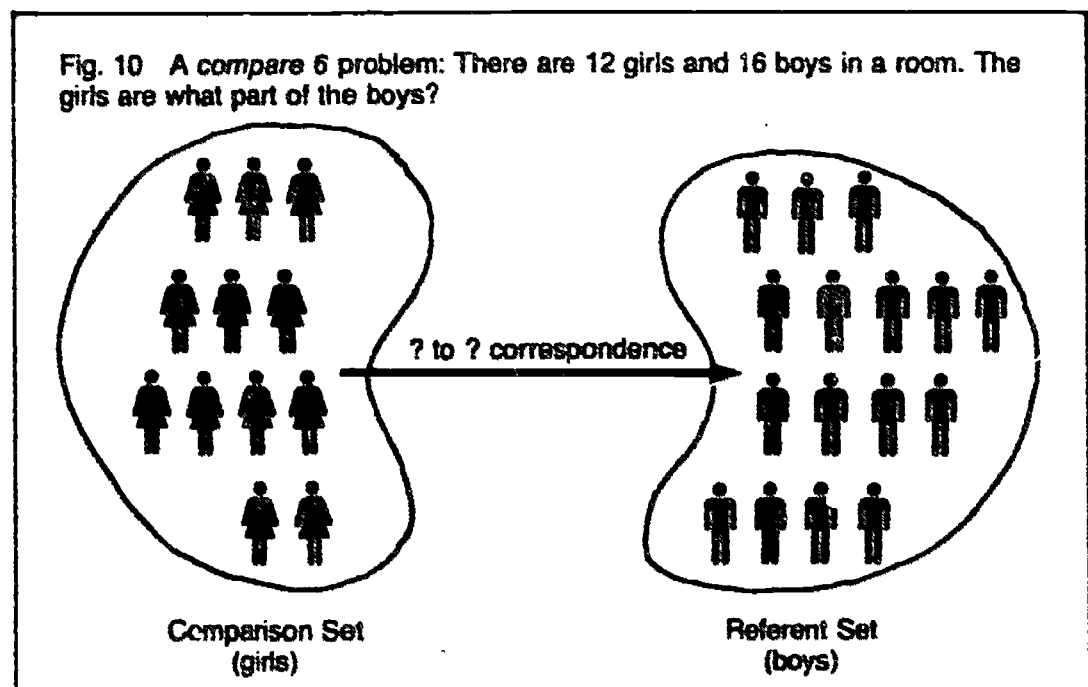 Fig. 10 A compare 6 problem: There are 12 girls and 16 boys in a room. The
girls are what part of the boys?
? to ? correspondence
Comparison Set
(girls)
Referent Set
(boys)